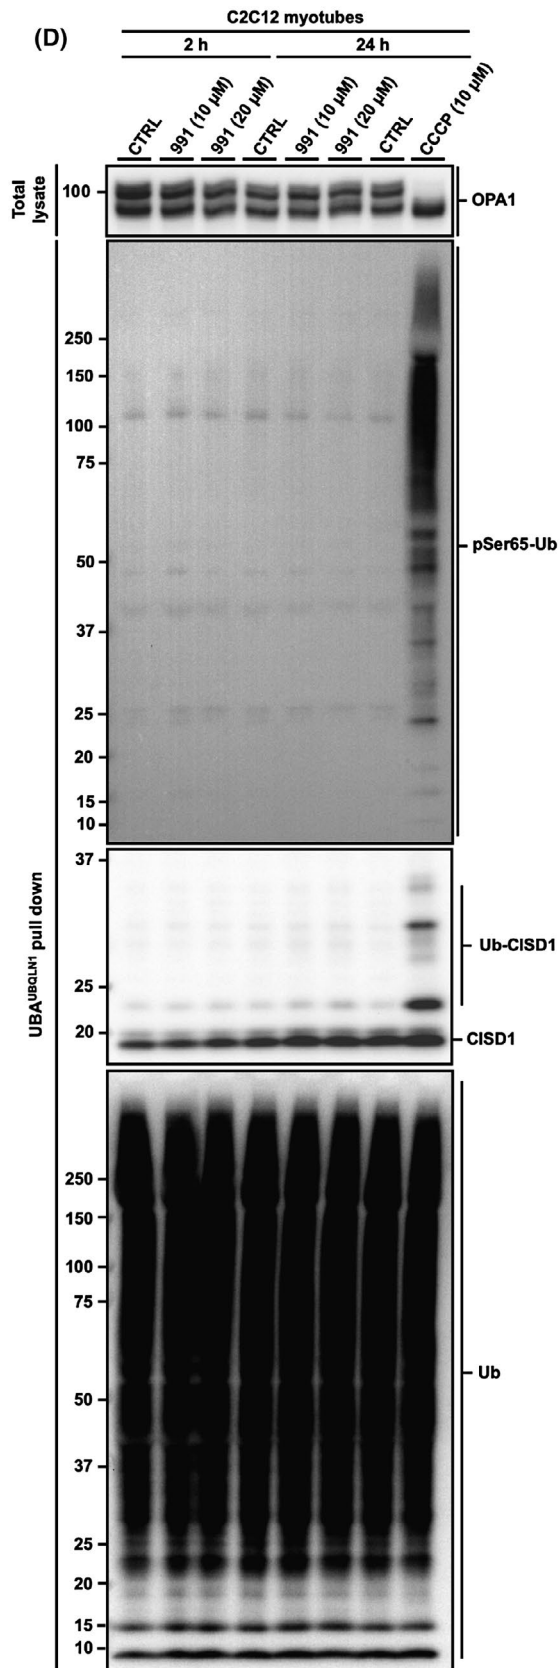 (D)
C2C12 myotubes
2 h 24 h
CTRL 991 (10 µM) 991 (20 µM) CTRL 991 (10 µM) 991 (20 µM) CTRL CCCP (10 µM)
Total
lysate
100
OPA1
UBA^UBQLN1 pull down
250
150
100
75
50
37
25
20
15
10
pSer65-Ub
37
25
20
Ub-CISD1
CISD1
250
150
100
75
50
37
25
20
15
10
Ub